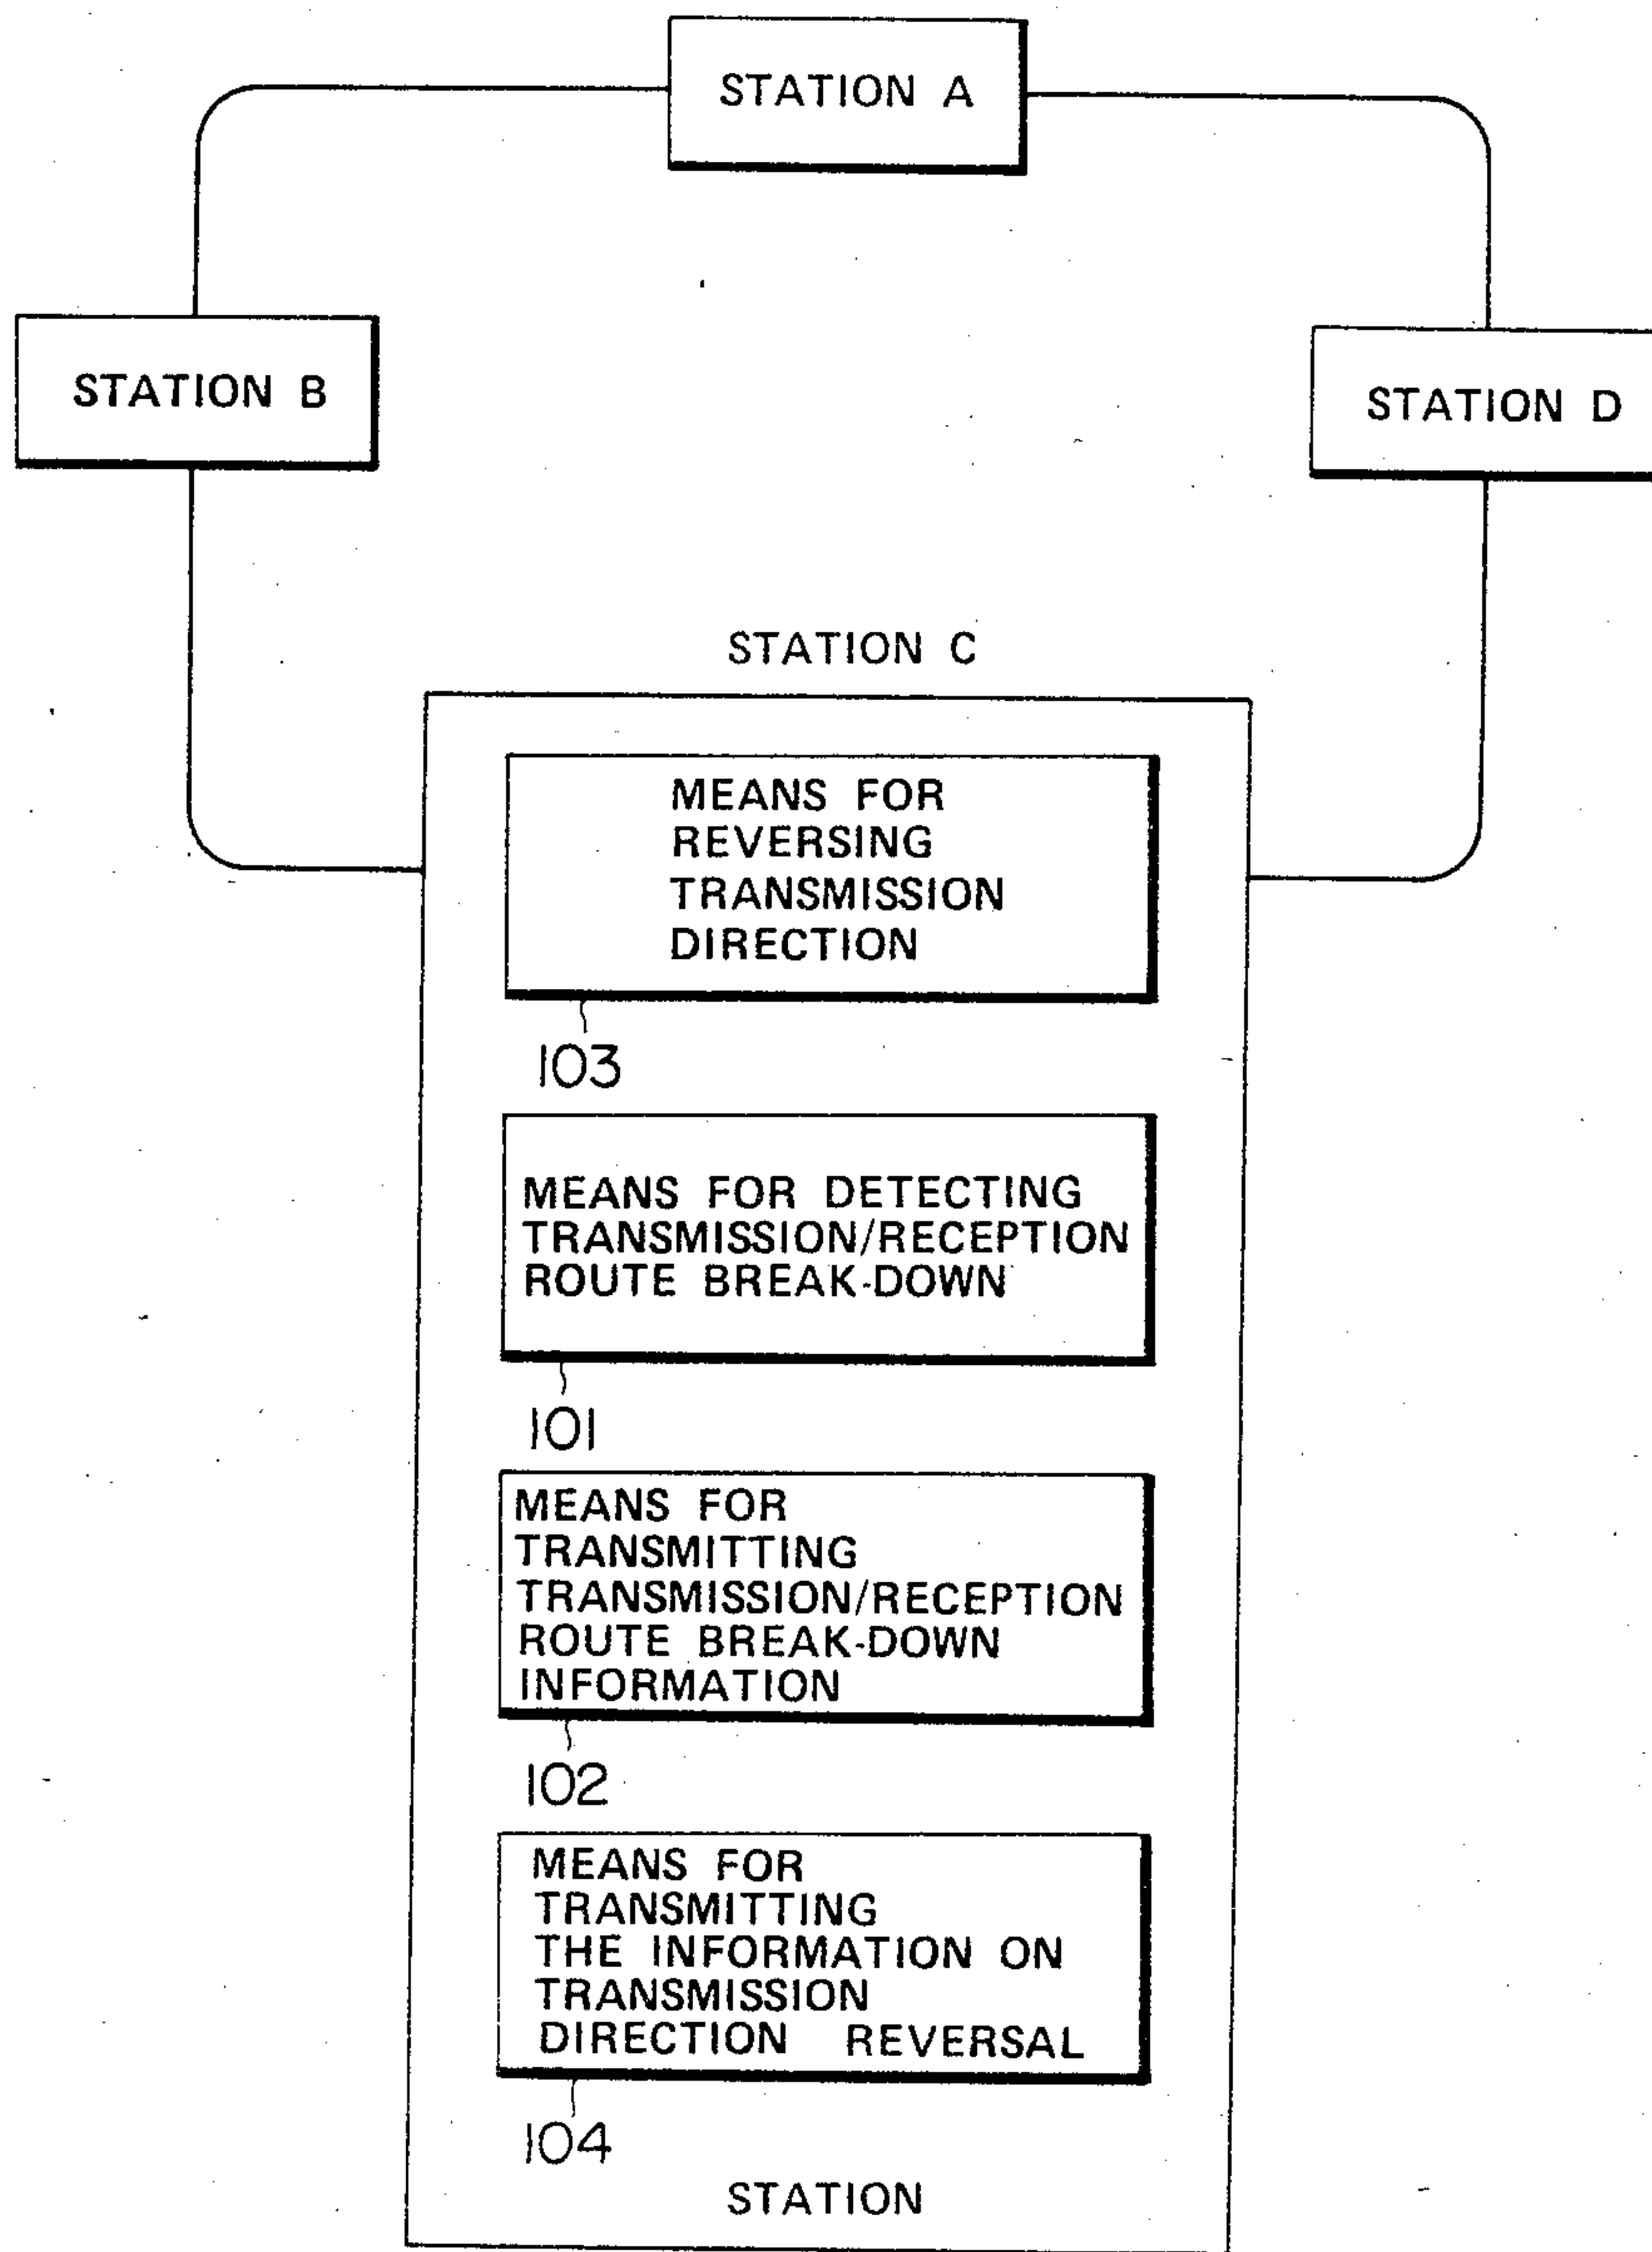 STATION A
STATION B
STATION D
STATION C
MEANS FOR
REVERSING
TRANSMISSION
DIRECTION
103
MEANS FOR DETECTING
TRANSMISSION/RECEPTION
ROUTE BREAK-DOWN
101
MEANS FOR
TRANSMITTING
TRANSMISSION/RECEPTION
ROUTE BREAK-DOWN
INFORMATION
102
MEANS FOR
TRANSMITTING
THE INFORMATION ON
TRANSMISSION
DIRECTION REVERSAL
104
STATION